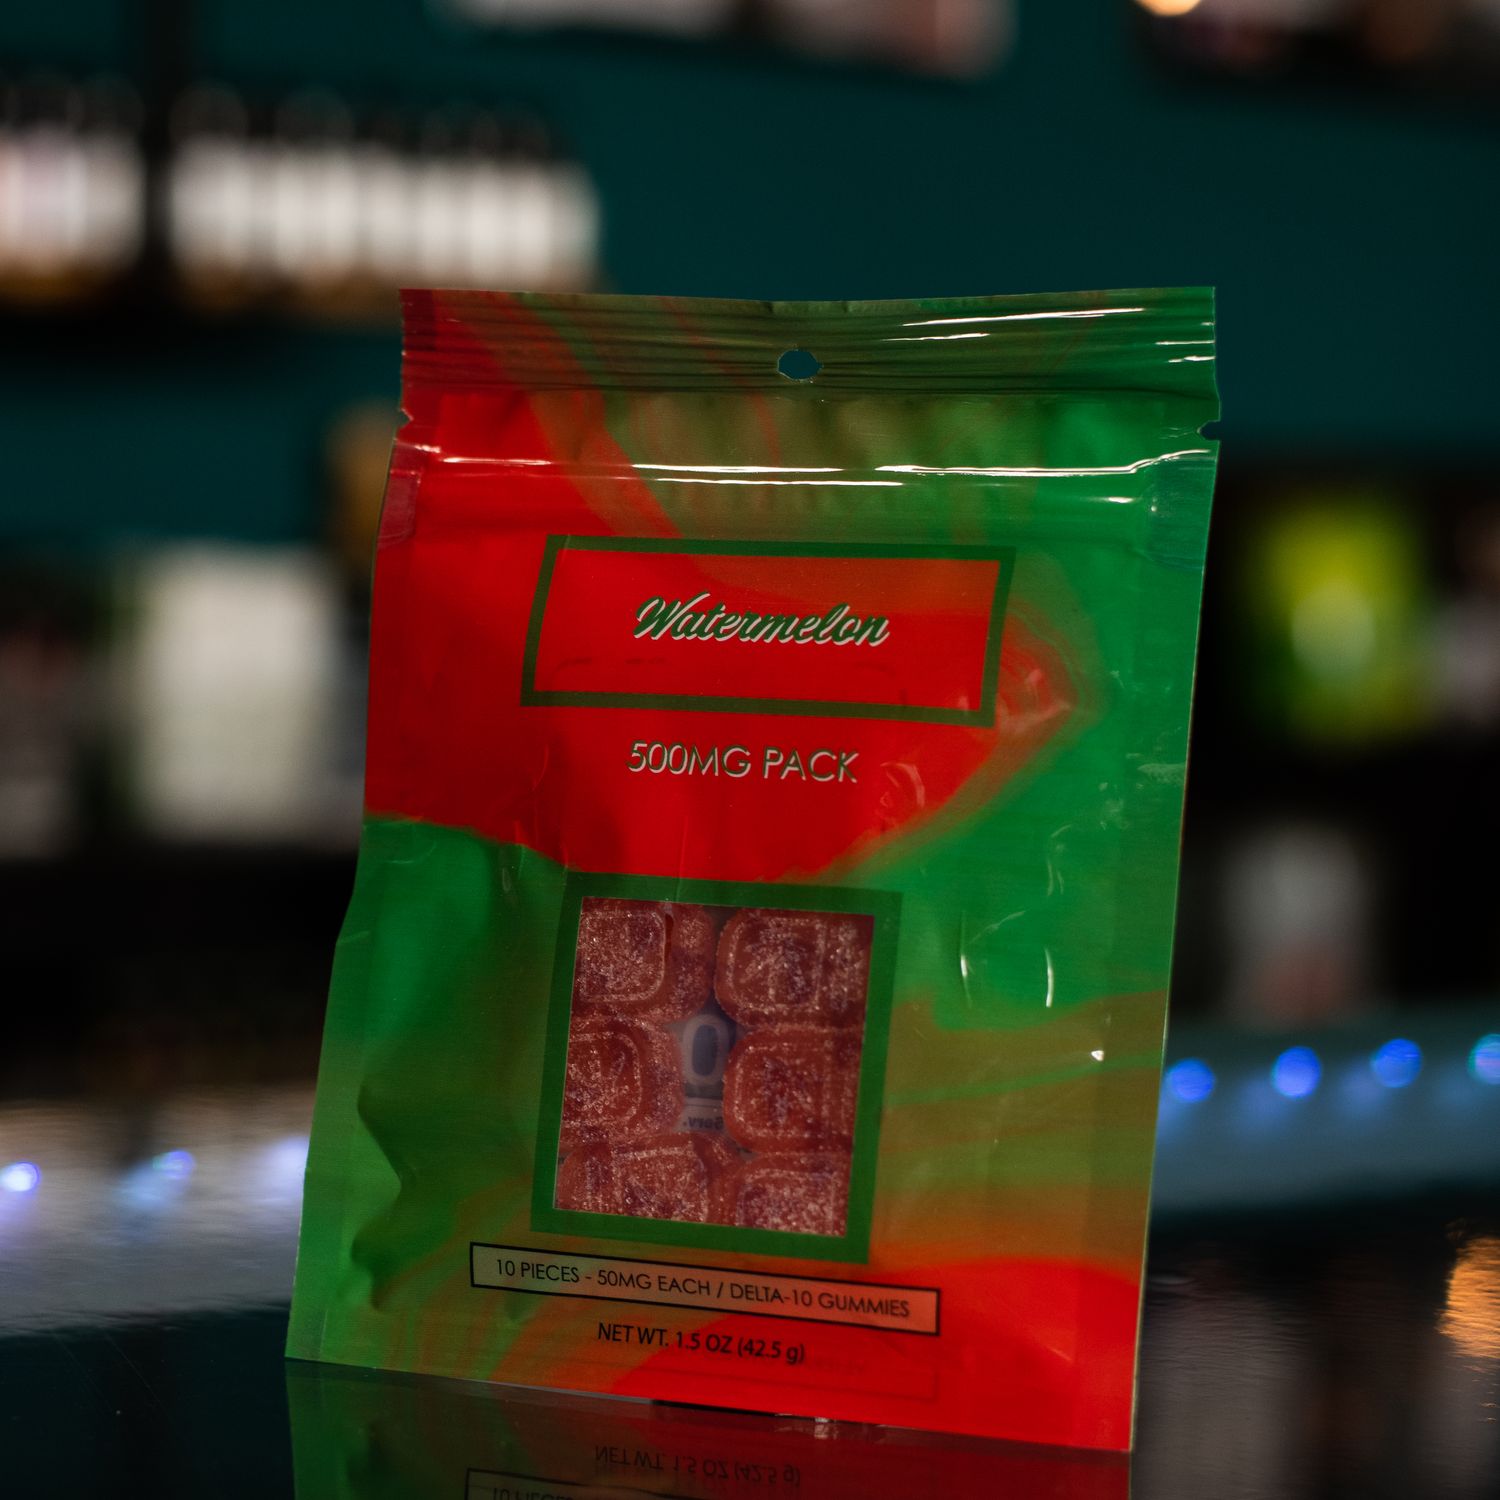 Watermelon
500MG PACK
10 PIECES - 50MG EACH / DELTA-10 GUMMIES
NET WT. 1.5 OZ (42.5 g)